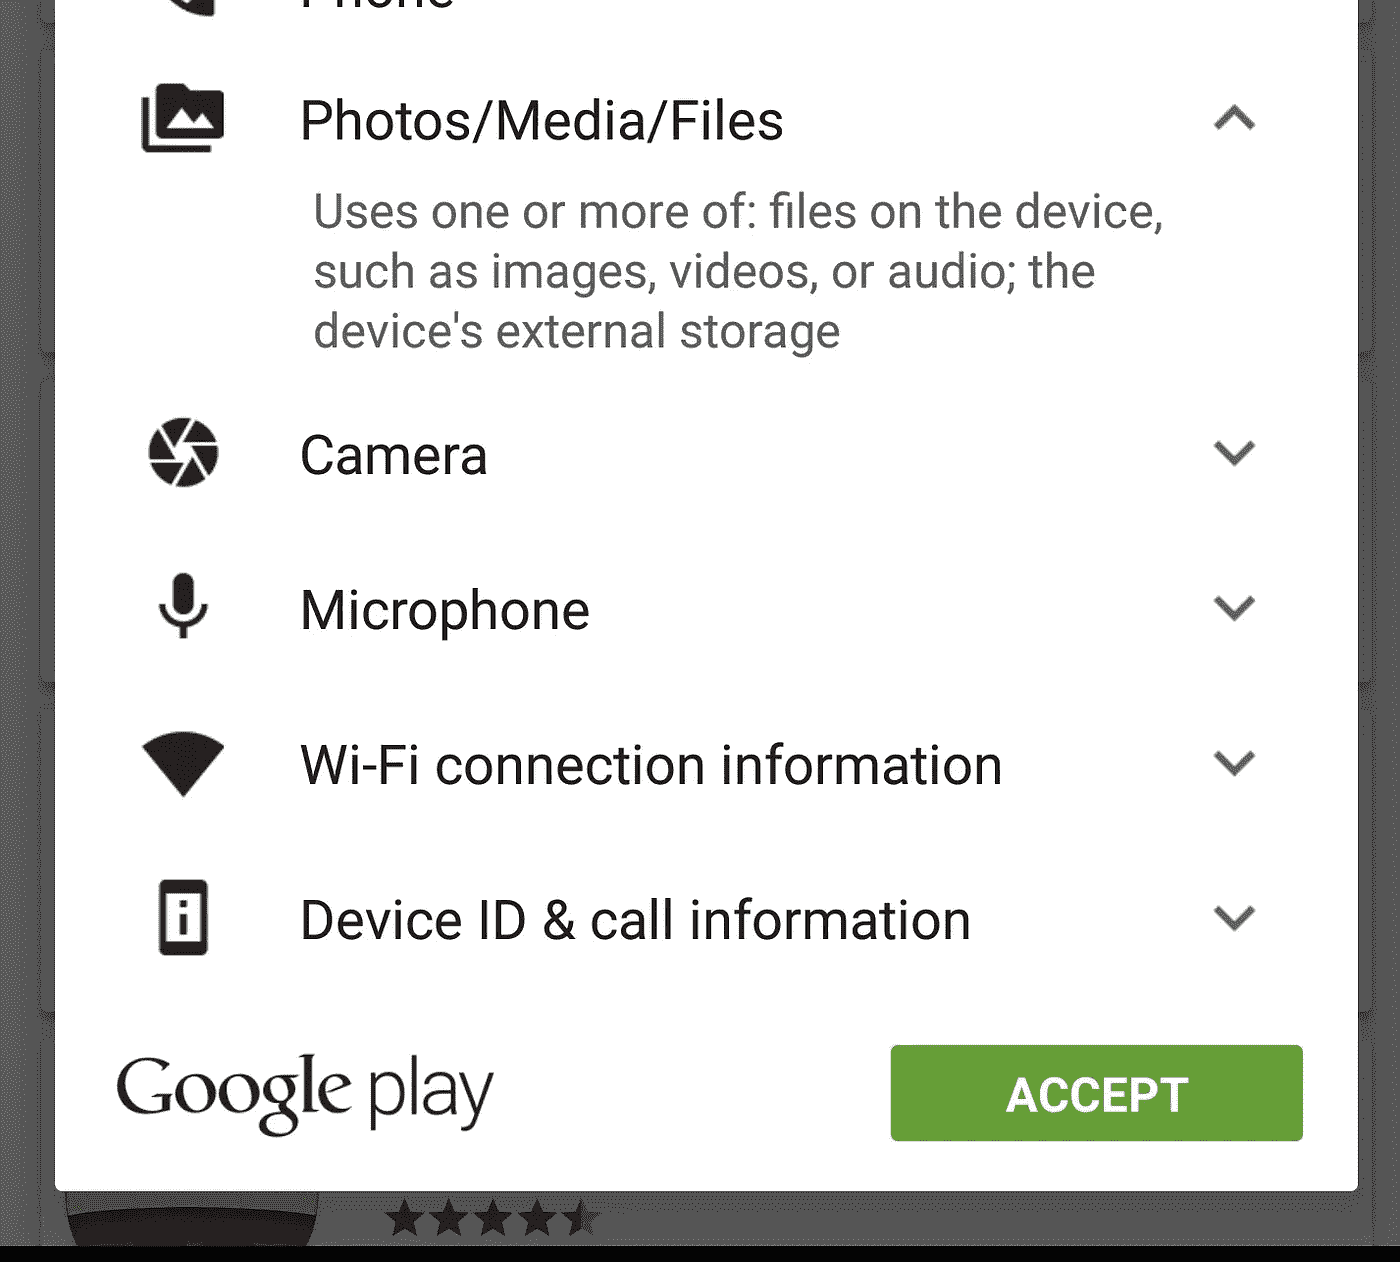 Phone
Photos/Media/Files
Uses one or more of: files on the device,
such as images, videos, or audio; the
device's external storage
Camera
Microphone
Wi-Fi connection information
Device ID & call information
Google play
ACCEPT